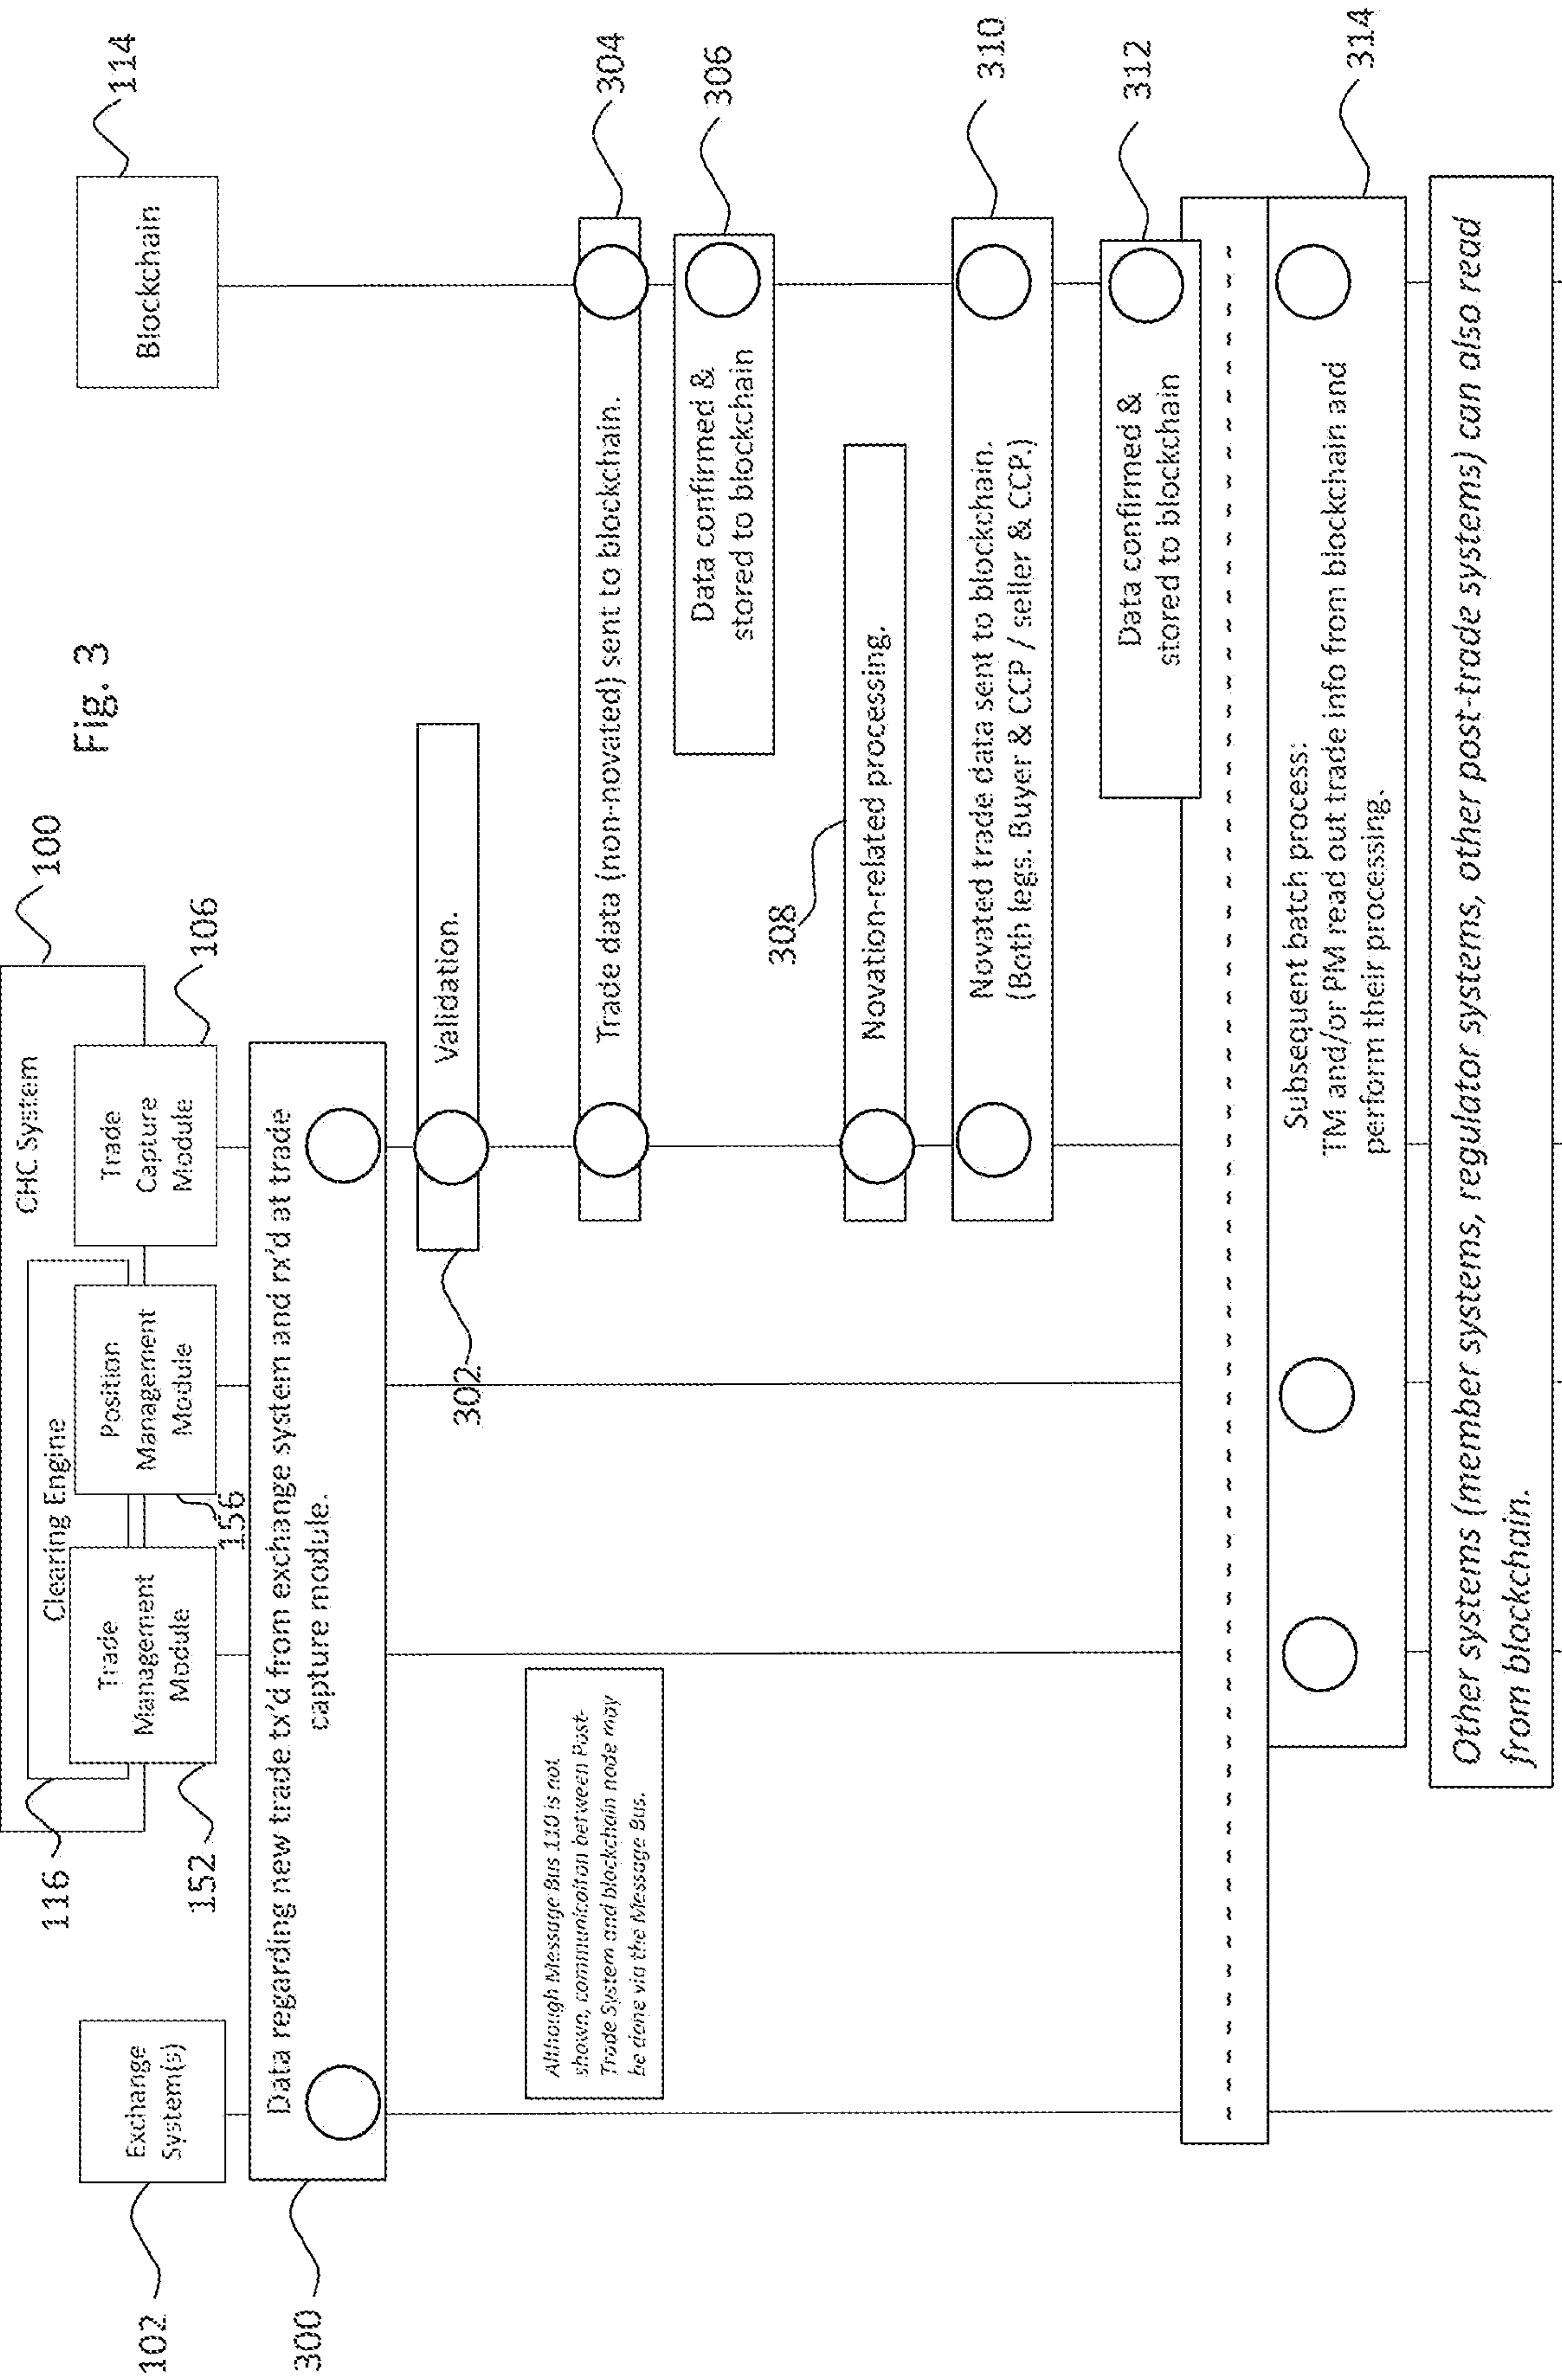 Fig. 3
100
CHC System
116
Clearing Engine
102
Exchange
System(s)
152
Trade
Management
Module
156
Position
Management
Module
106
Trade
Capture
Module
114
Blockchain
300
Data regarding new trade tx'd from exchange system and rx'd at trade
capture module.
302
Validation.
Although Message Bus 110 is not
shown, communicaiton between Post-
Trade System and blockchain node may
be done via the Message Bus.
304
Trade data (non-novated) sent to blockchain.
306
Data confirmed &
stored to blockchain
308
Novation-related processing.
310
Novated trade data sent to blockchain.
(Both legs. Buyer & CCP / seller & CCP.)
312
Data confirmed &
stored to blockchain
314
Subsequent batch process:
TM and/or PM read out trade info from blockchain and
perform their processing.
Other systems (member systems, regulator systems, other post-trade systems) can also read
from blockchain.